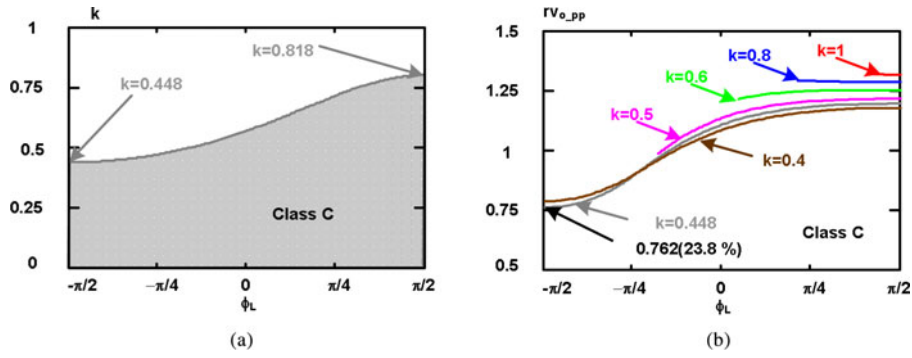 k
1
k=0.818
k=0.448
0.75
0.5
0.25
Class C
0
-π/2
−π/4
0
π/4
π/2
ϕL
(a)
rvo_pp
1.5
k=1
k=0.8
k=0.6
1.25
k=0.5
1
k=0.4
0.75
k=0.448
0.762(23.8 %)
Class C
0.5
-π/2
−π/4
0
π/4
π/2
ϕL
(b)